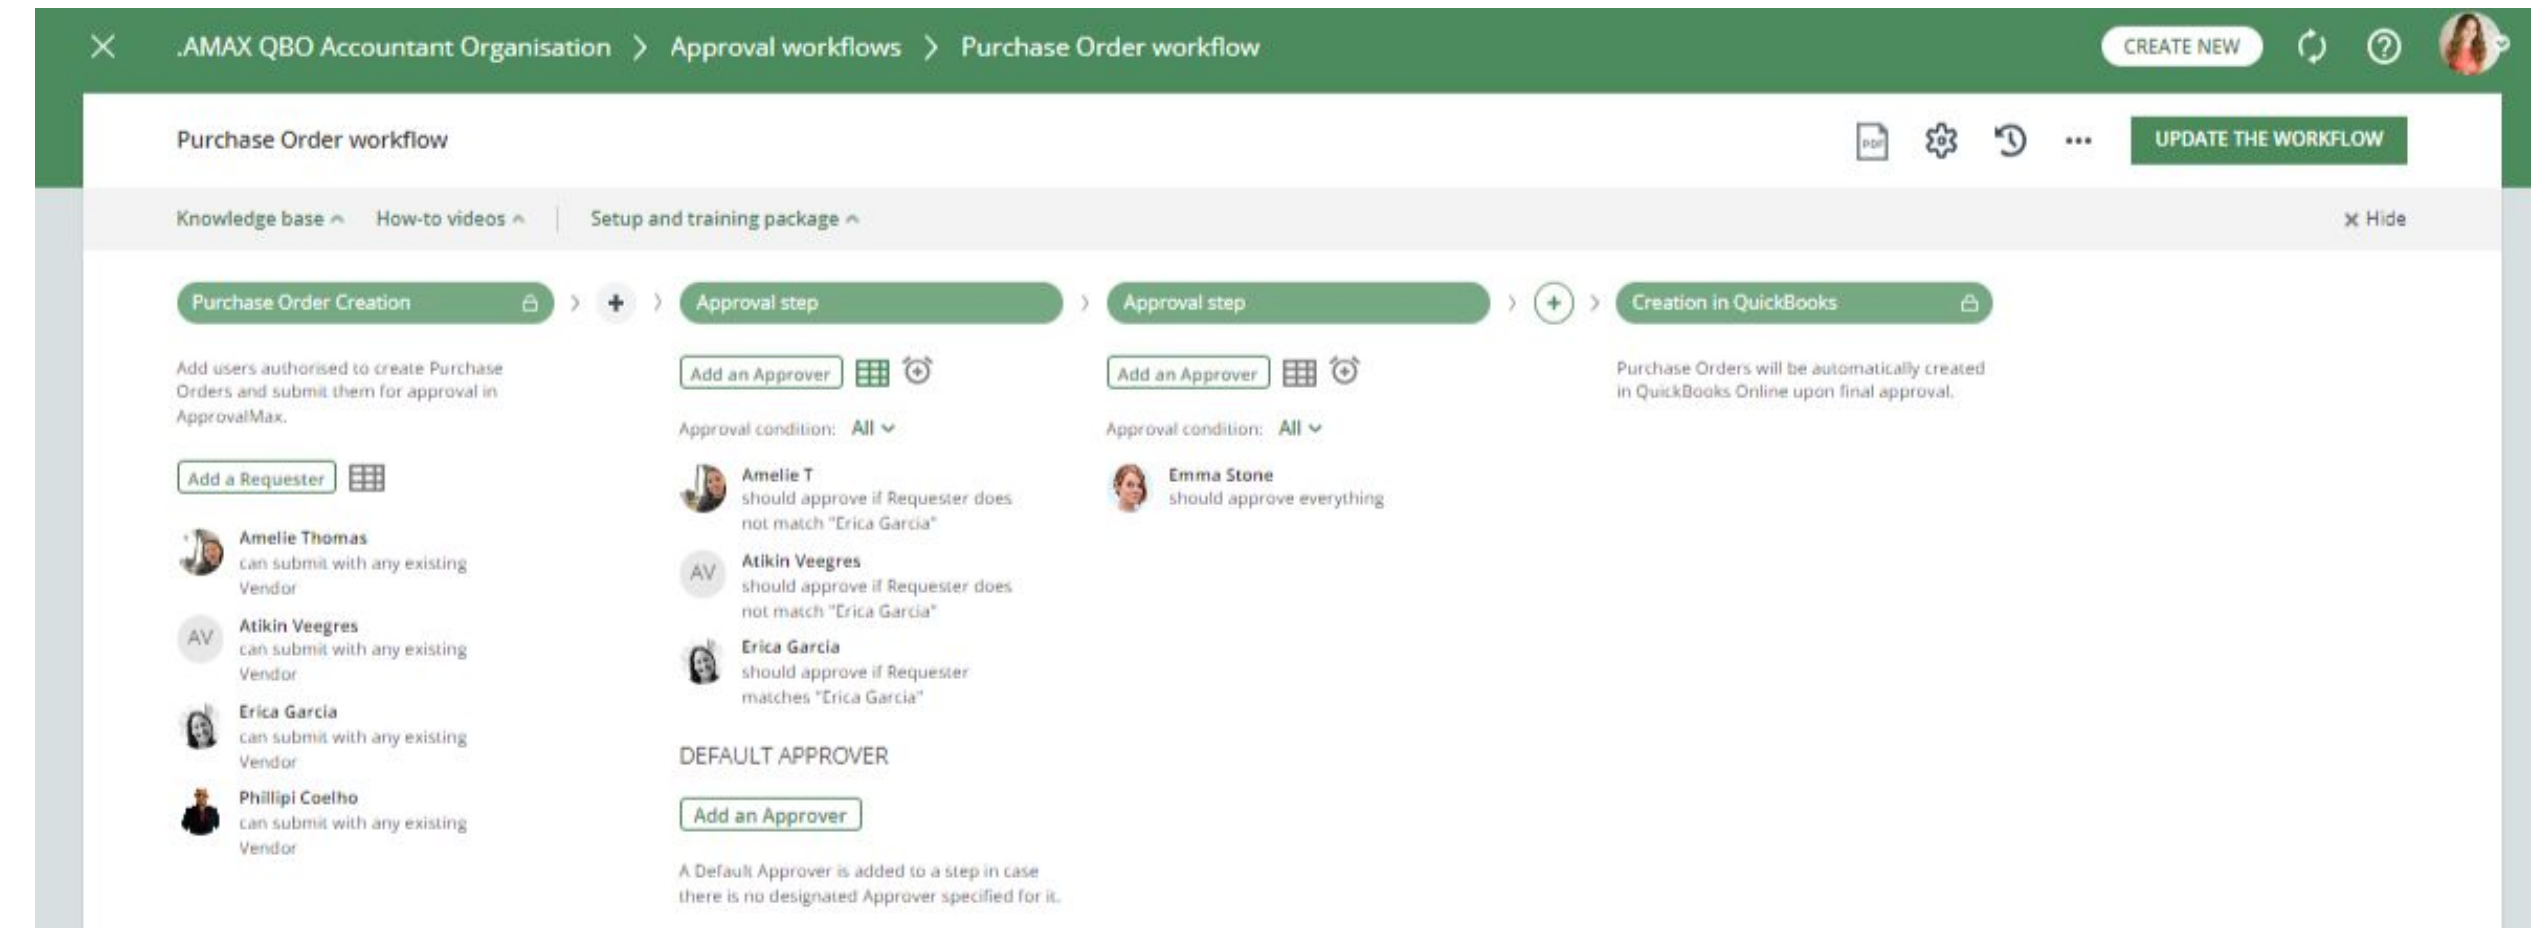 .AMAX QBO Accountant Organisation > Approval workflows > Purchase Order workflow
CREATE NEW
Purchase Order workflow
PDF
UPDATE THE WORKFLOW
Knowledge base
How-to videos
Setup and training package
Hide
Purchase Order Creation
Add users authorised to create Purchase
Orders and submit them for approval in
ApprovalMax.
Add a Requester
Amelie Thomas
can submit with any existing
Vendor
AV
Atikin Veegres
can submit with any existing
Vendor
Erica Garcia
can submit with any existing
Vendor
Phillipi Coelho
can submit with any existing
Vendor
Approval step
Add an Approver
Approval condition: All
Amelie T
should approve if Requester does
not match "Erica Garcia"
AV
Atikin Veegres
should approve if Requester does
not match "Erica Garcia"
Erica Garcia
should approve if Requester
matches "Erica Garcia"
DEFAULT APPROVER
Add an Approver
A Default Approver is added to a step in case
there is no designated Approver specified for it.
Approval step
Add an Approver
Approval condition: All
Emma Stone
should approve everything
Creation in QuickBooks
Purchase Orders will be automatically created
in QuickBooks Online upon final approval.